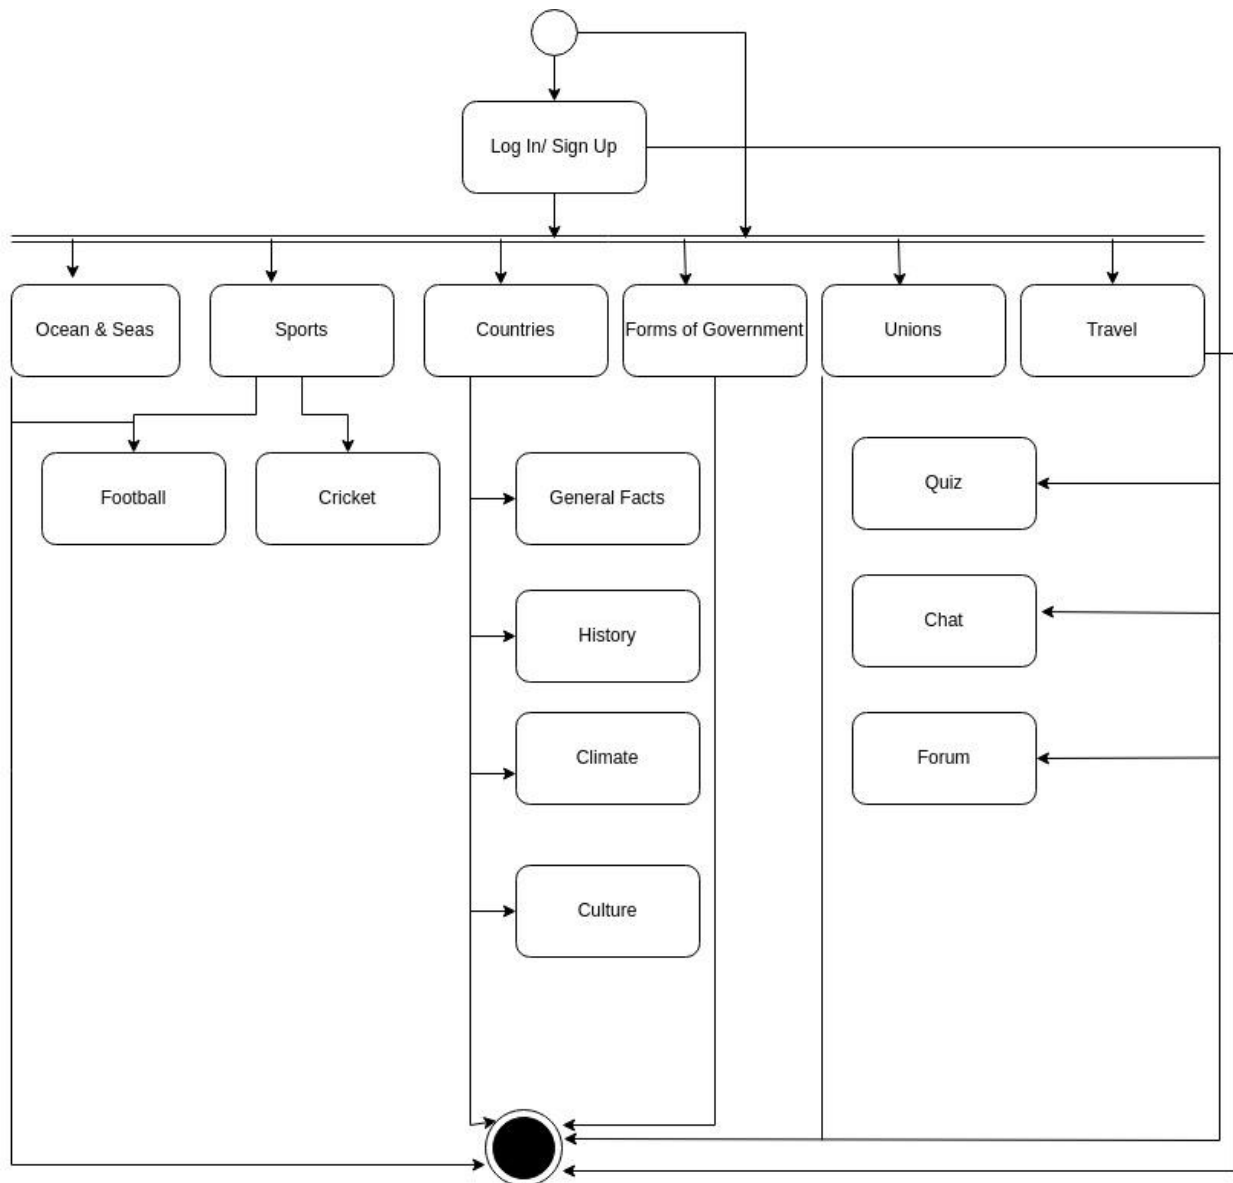 Log In/ Sign Up
Ocean & Seas
Sports
Countries
Forms of Government
Unions
Travel
Football
Cricket
General Facts
Quiz
History
Chat
Climate
Forum
Culture